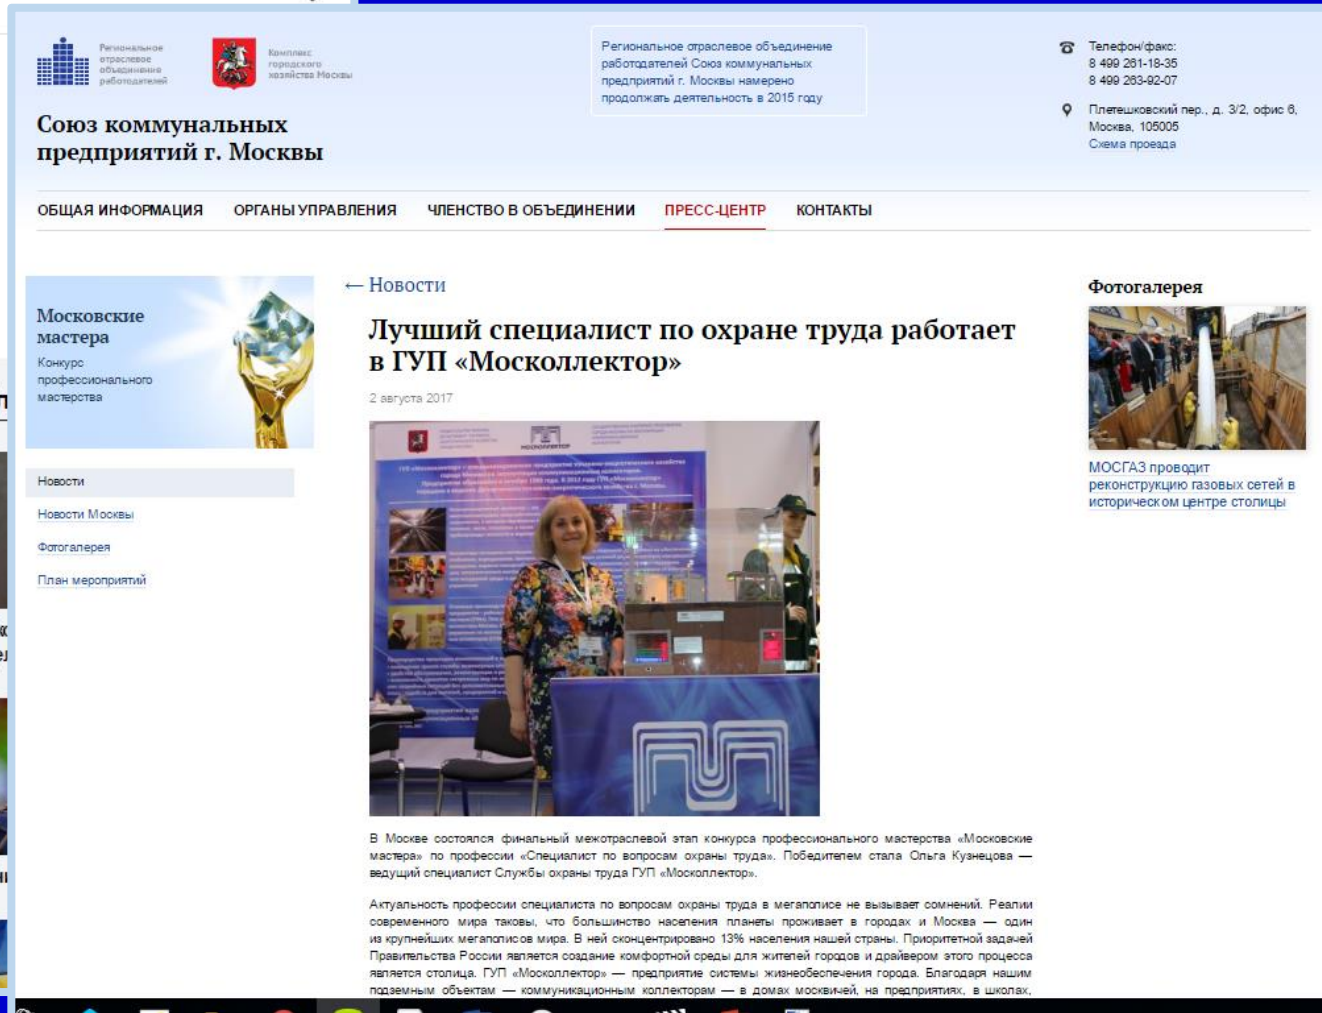 Региональное
отраслевое
объединение
работодателей
Комплекс
городского
хозяйства Москвы
Союз коммунальных
предприятий г. Москвы
Региональное отраслевое объединение
работодателей Союз коммунальных
предприятий г. Москвы намерено
продолжать деятельность в 2015 году
Телефон/факс:
8 499 261-18-35
8 499 263-92-07
Плетешковский пер., д. 3/2, офис 6,
Москва, 105005
Схема проезда
ОБЩАЯ ИНФОРМАЦИЯ ОРГАНЫ УПРАВЛЕНИЯ ЧЛЕНСТВО В ОБЪЕДИНЕНИИ ПРЕСС-ЦЕНТР КОНТАКТЫ
Московские
мастера
Конкурс
профессионального
мастерства
Новости
Новости Москвы
Фотогалерея
План мероприятий
← Новости
Лучший специалист по охране труда работает
в ГУП «Москоллектор»
2 августа 2017
МОСКОЛЛЕКТОР
В Москве состоялся финальный межотраслевой этап конкурса профессионального мастерства «Московские
мастера» по профессии «Специалист по вопросам охраны труда». Победителем стала Ольга Кузнецова —
ведущий специалист Службы охраны труда ГУП «Москоллектор».
Актуальность профессии специалиста по вопросам охраны труда в мегаполисе не вызывает сомнений. Реалии
современного мира таковы, что большинство населения планеты проживает в городах и Москва — один
из крупнейших мегаполисов мира. В ней сконцентрировано 13% населения нашей страны. Приоритетной задачей
Правительства России является создание комфортной среды для жителей городов и драйвером этого процесса
является столица. ГУП «Москоллектор» — предприятие системы жизнеобеспечения города. Благодаря нашим
подземным объектам — коммуникационным коллекторам — в домах москвичей, на предприятиях, в школах,
Фотогалерея
МОСГАЗ проводит
реконструкцию газовых сетей в
историческом центре столицы